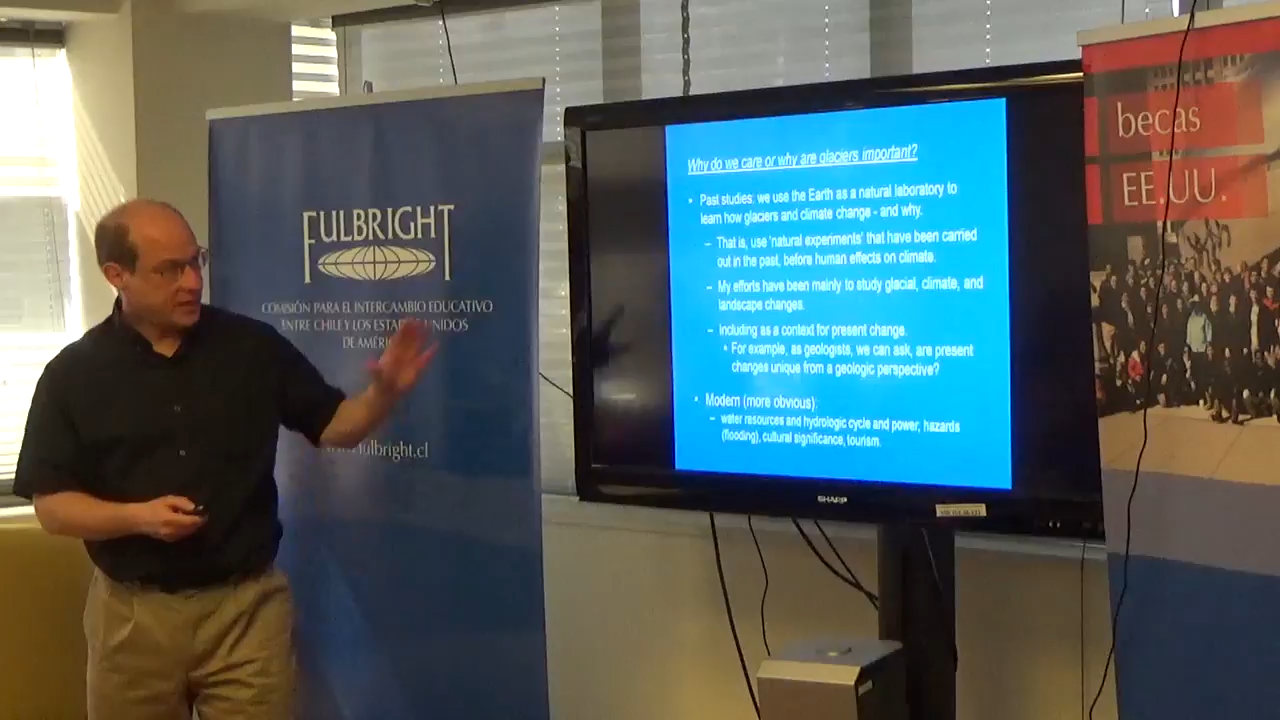 FULBRIGHT
COMISIÓN PARA EL INTERCAMBIO EDUCATIVO
ENTRE CHILE Y LOS ESTADOS UNIDOS
DE AMÉRICA
fulbright.cl
Why do we care or why are glaciers important?
• Past studies: we use the Earth as a natural laboratory to
learn how glaciers and climate change - and why.
– That is, use 'natural experiments' that have been carried
out in the past, before human effects on climate.
– My efforts have been mainly to study glacial, climate, and
landscape changes.
– Including as a context for present change.
• For example, as geologists, we can ask, are present
changes unique from a geologic perspective?
• Modern (more obvious):
– water resources and hydrologic cycle and power, hazards
(flooding), cultural significance, tourism.
SHARP
becas
EE.UU.